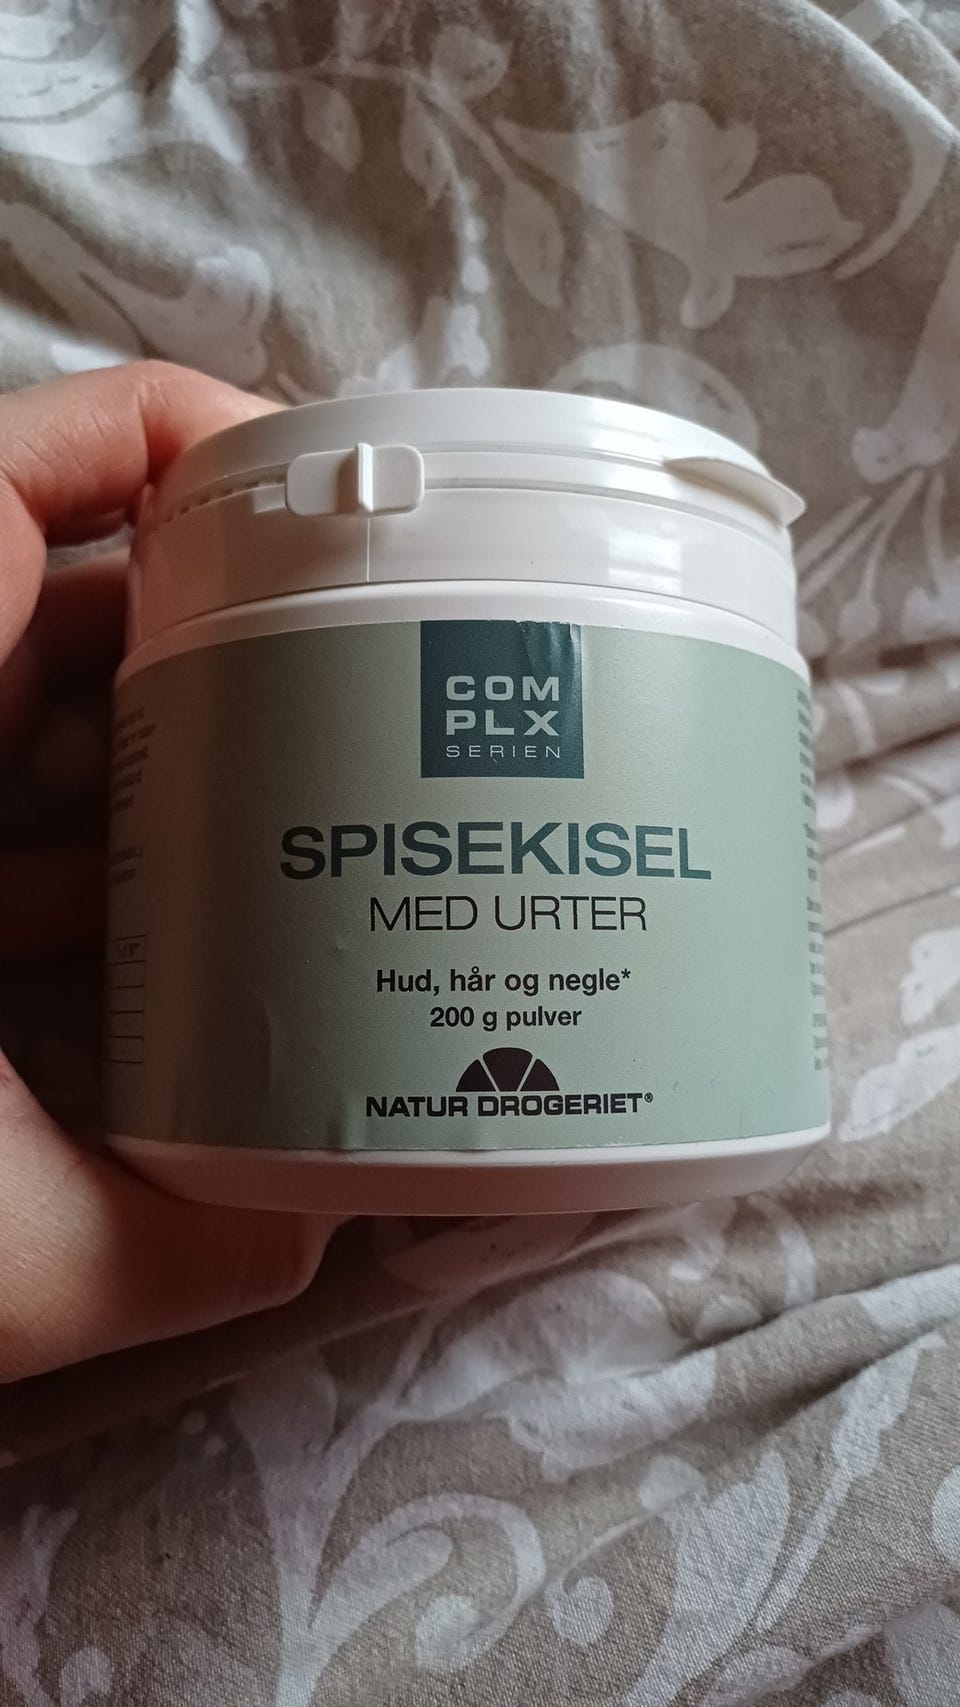 COM
PLX
SERIEN
SPISEKISEL
MED URTER
Hud, hår og negle*
200 g pulver
NATUR DROGERIET®